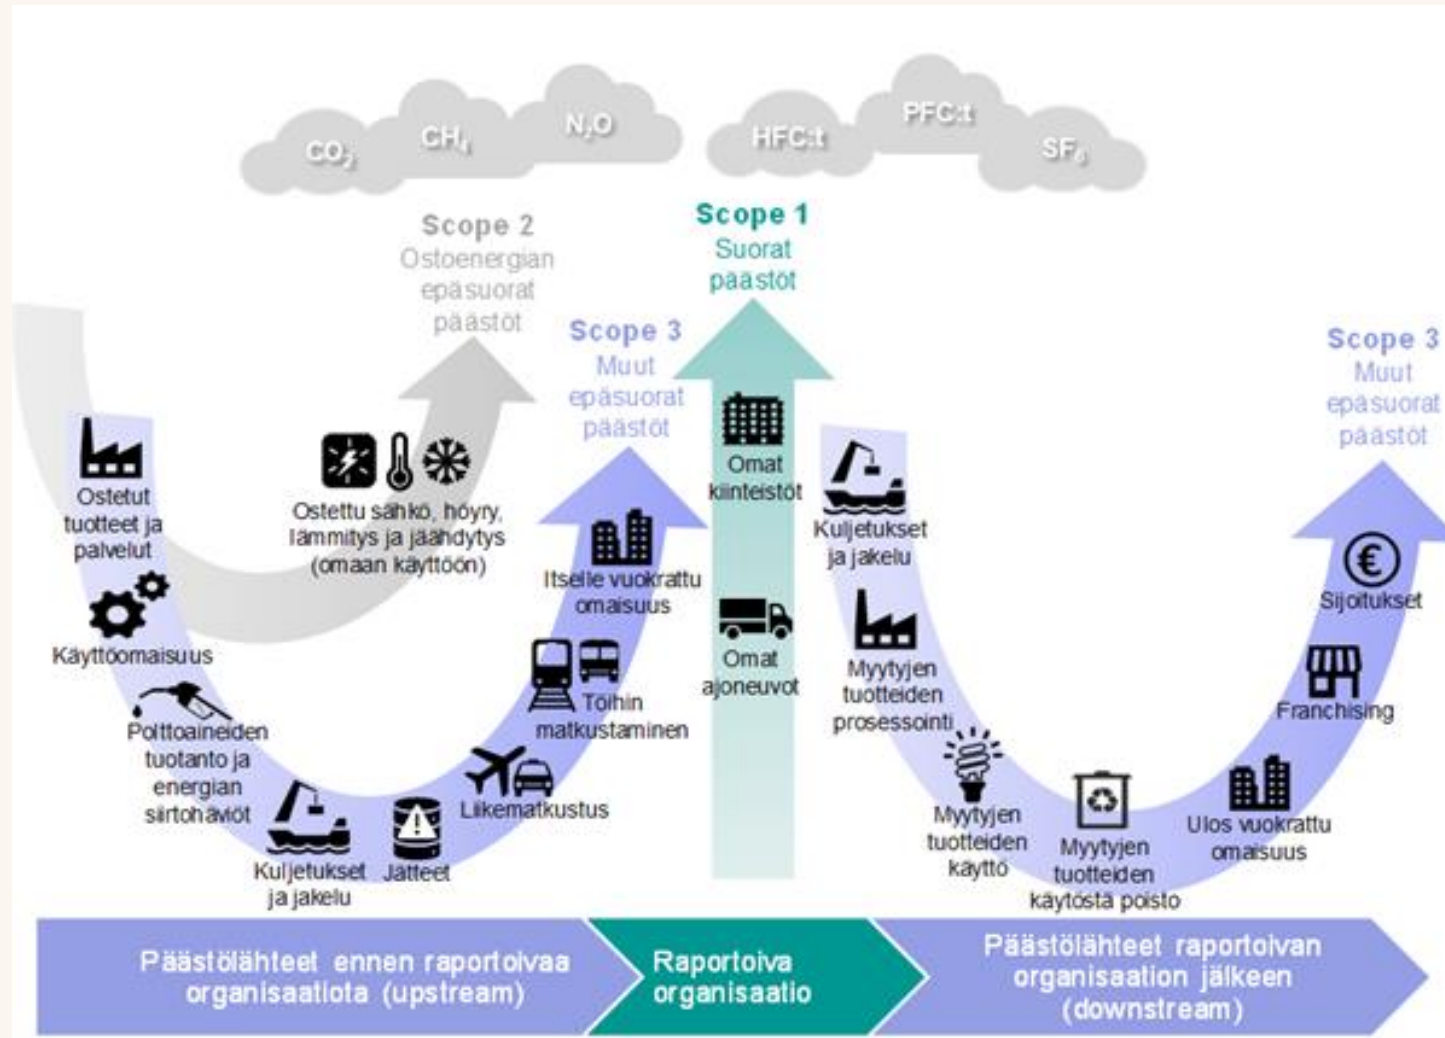 CO₂
CH₄
N₂O
HFC:t
PFC:t
SF₆
Scope 2
Ostoenergian
epäsuorat
päästöt
Scope 3
Muut
epäsuorat
päästöt
Scope 1
Suorat
päästöt
Scope 3
Muut
epäsuorat
päästöt
Ostetut
tuotteet ja
palvelut
Käyttöomaisuus
Polttoaineiden
tuotanto ja
energian
siirtohäviöt
Kuljetukset
ja jakelu
Jätteet
Liikematkustus
Töihin
matkustaminen
Itselle vuokrattu
omaisuus
Ostettu sähkö, höyry,
lämmitys ja jäähdytys
(omaan käyttöön)
Omat
kiinteistöt
Omat
ajoneuvot
Kuljetukset
ja jakelu
Myytyjen
tuotteiden
prosessointi
Myytyjen
tuotteiden
käyttö
Myytyjen
tuotteiden
käytöstä poisto
Ulos vuokrattu
omaisuus
Franchising
€
Sijoitukset
Päästölähteet ennen raportoivaa
organisaatiota (upstream)
Raportoiva
organisaatio
Päästölähteet raportoivan
organisaation jälkeen
(downstream)